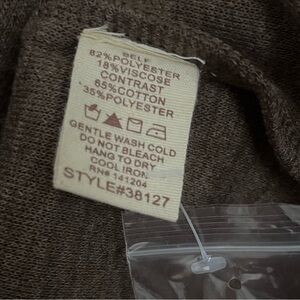 SELF
82%POLYESTER
18%VISCOSE
CONTRAST
65%COTTON
35%POLYESTER
GENTLE WASH COLD
DO NOT BLEACH
HANG TO DRY
COOL IRON
RN# 141204
STYLE#38127